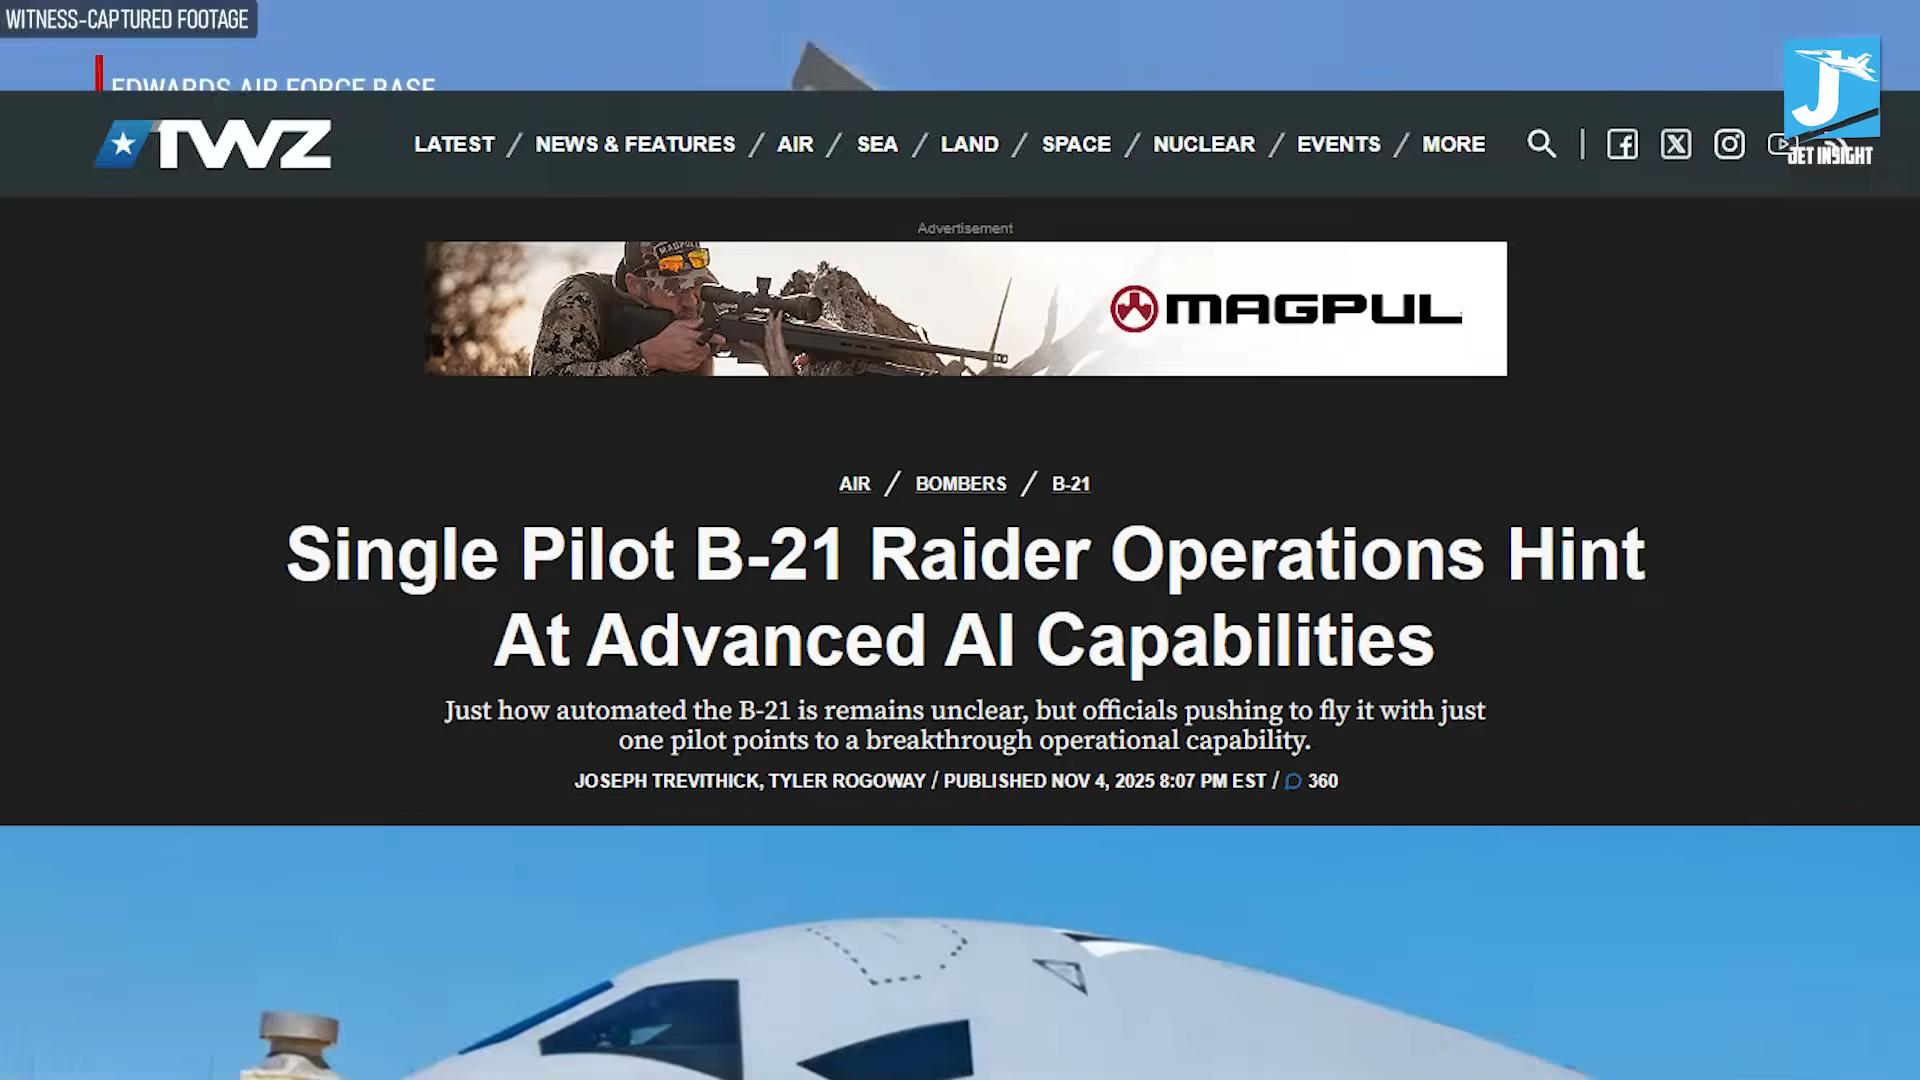 WITNESS-CAPTURED FOOTAGE
EDWARDS AIR FORCE BASE
TWZ
LATEST / NEWS & FEATURES / AIR / SEA / LAND / SPACE / NUCLEAR / EVENTS / MORE
J
JET INSIGHT
Advertisement
MAGPUL
MAGPUL
AIR / BOMBERS / B-21
Single Pilot B-21 Raider Operations Hint
At Advanced AI Capabilities
Just how automated the B-21 is remains unclear, but officials pushing to fly it with just
one pilot points to a breakthrough operational capability.
JOSEPH TREVITHICK, TYLER ROGOWAY / PUBLISHED NOV 4, 2025 8:07 PM EST / 360